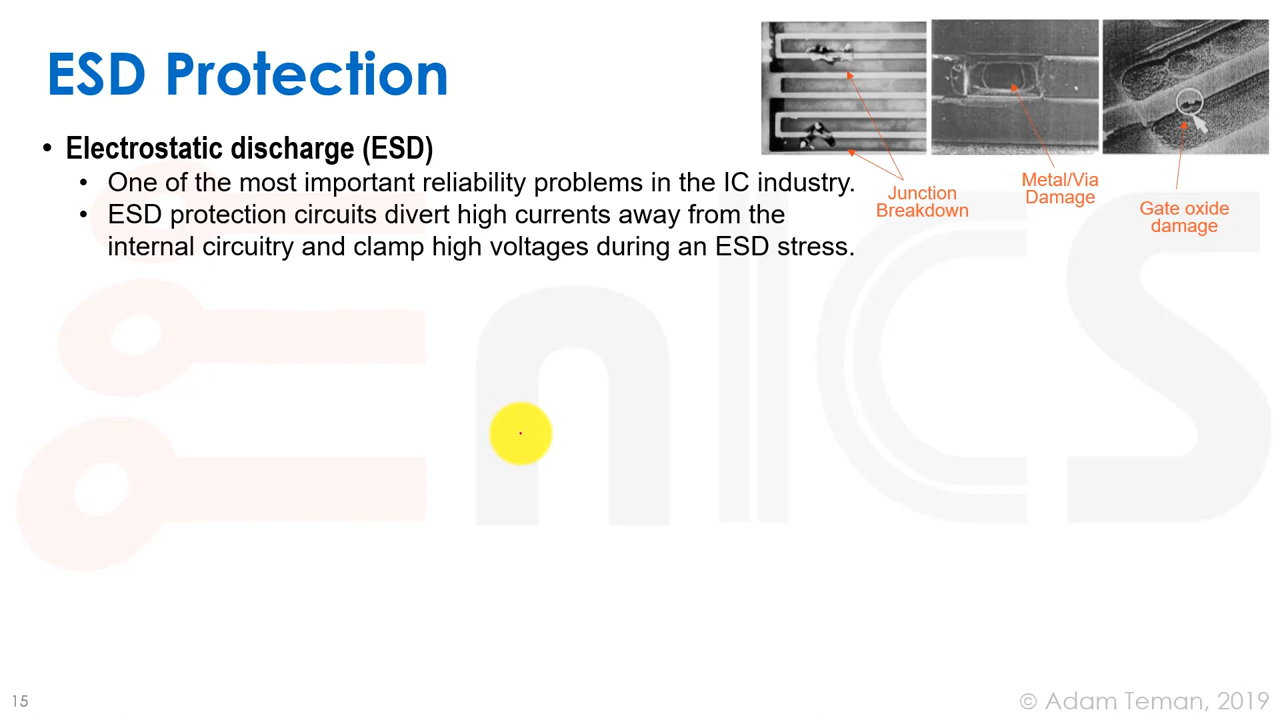 ESD Protection
• Electrostatic discharge (ESD)
• One of the most important reliability problems in the IC industry.
• ESD protection circuits divert high currents away from the
internal circuitry and clamp high voltages during an ESD stress.
Junction
Breakdown
Metal/Via
Damage
Gate oxide
damage
enICS
15
© Adam Teman, 2019